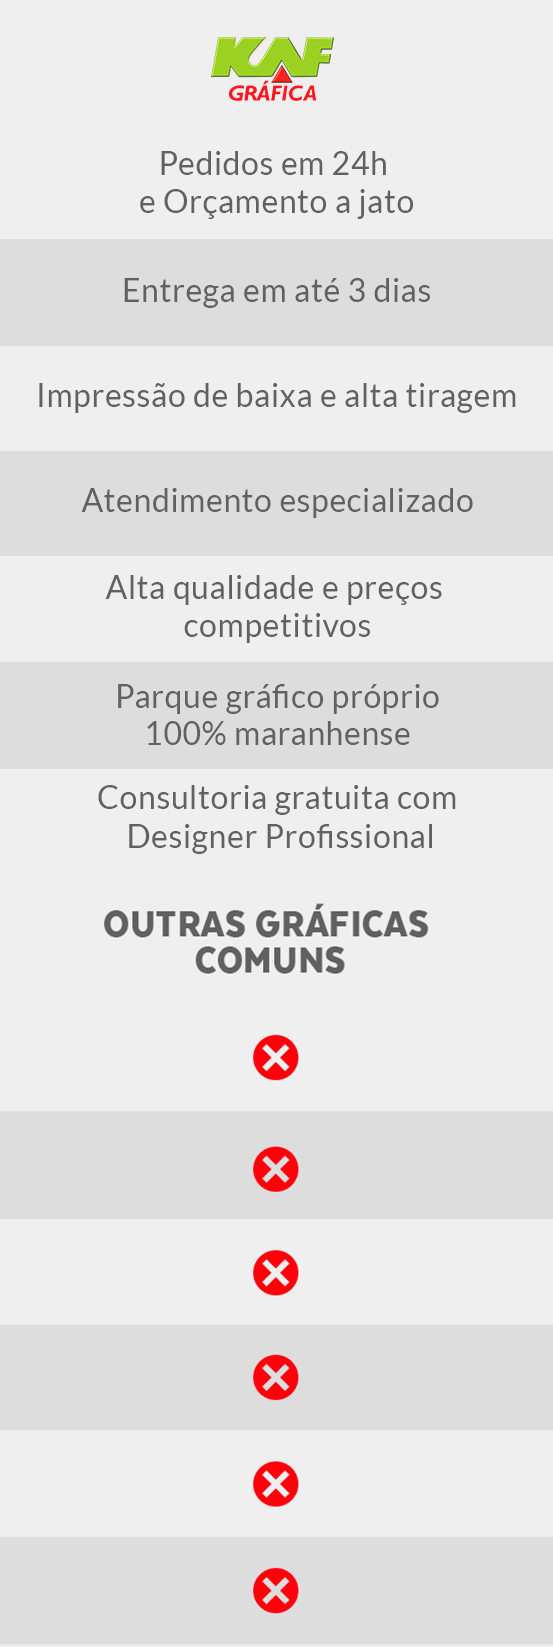 KAF
GRÁFICA
Pedidos em 24h
e Orçamento a jato
Entrega em até 3 dias
Impressão de baixa e alta tiragem
Atendimento especializado
Alta qualidade e preços
competitivos
Parque gráfico próprio
100% maranhense
Consultoria gratuita com
Designer Profissional
OUTRAS GRÁFICAS
COMUNS